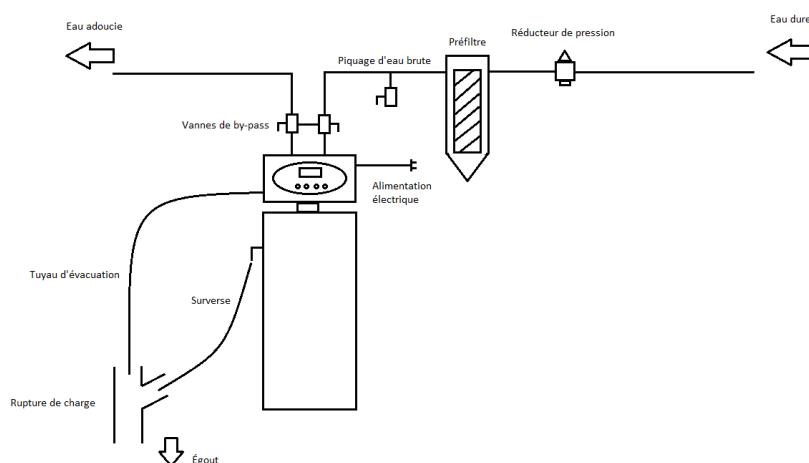 Eau adoucie
Eau dure
Réducteur de pression
Préfiltre
Piquage d'eau brute
Vannes de by-pass
Alimentation
électrique
Tuyau d'évacuation
Surverse
Rupture de charge
Égout